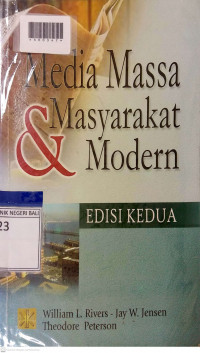 Media Massa
& Masyarakat
Modern
EDISI KEDUA
NIK NEGERI BALI
23
William L. Rivers - Jay W. Jensen
Theodore Peterson